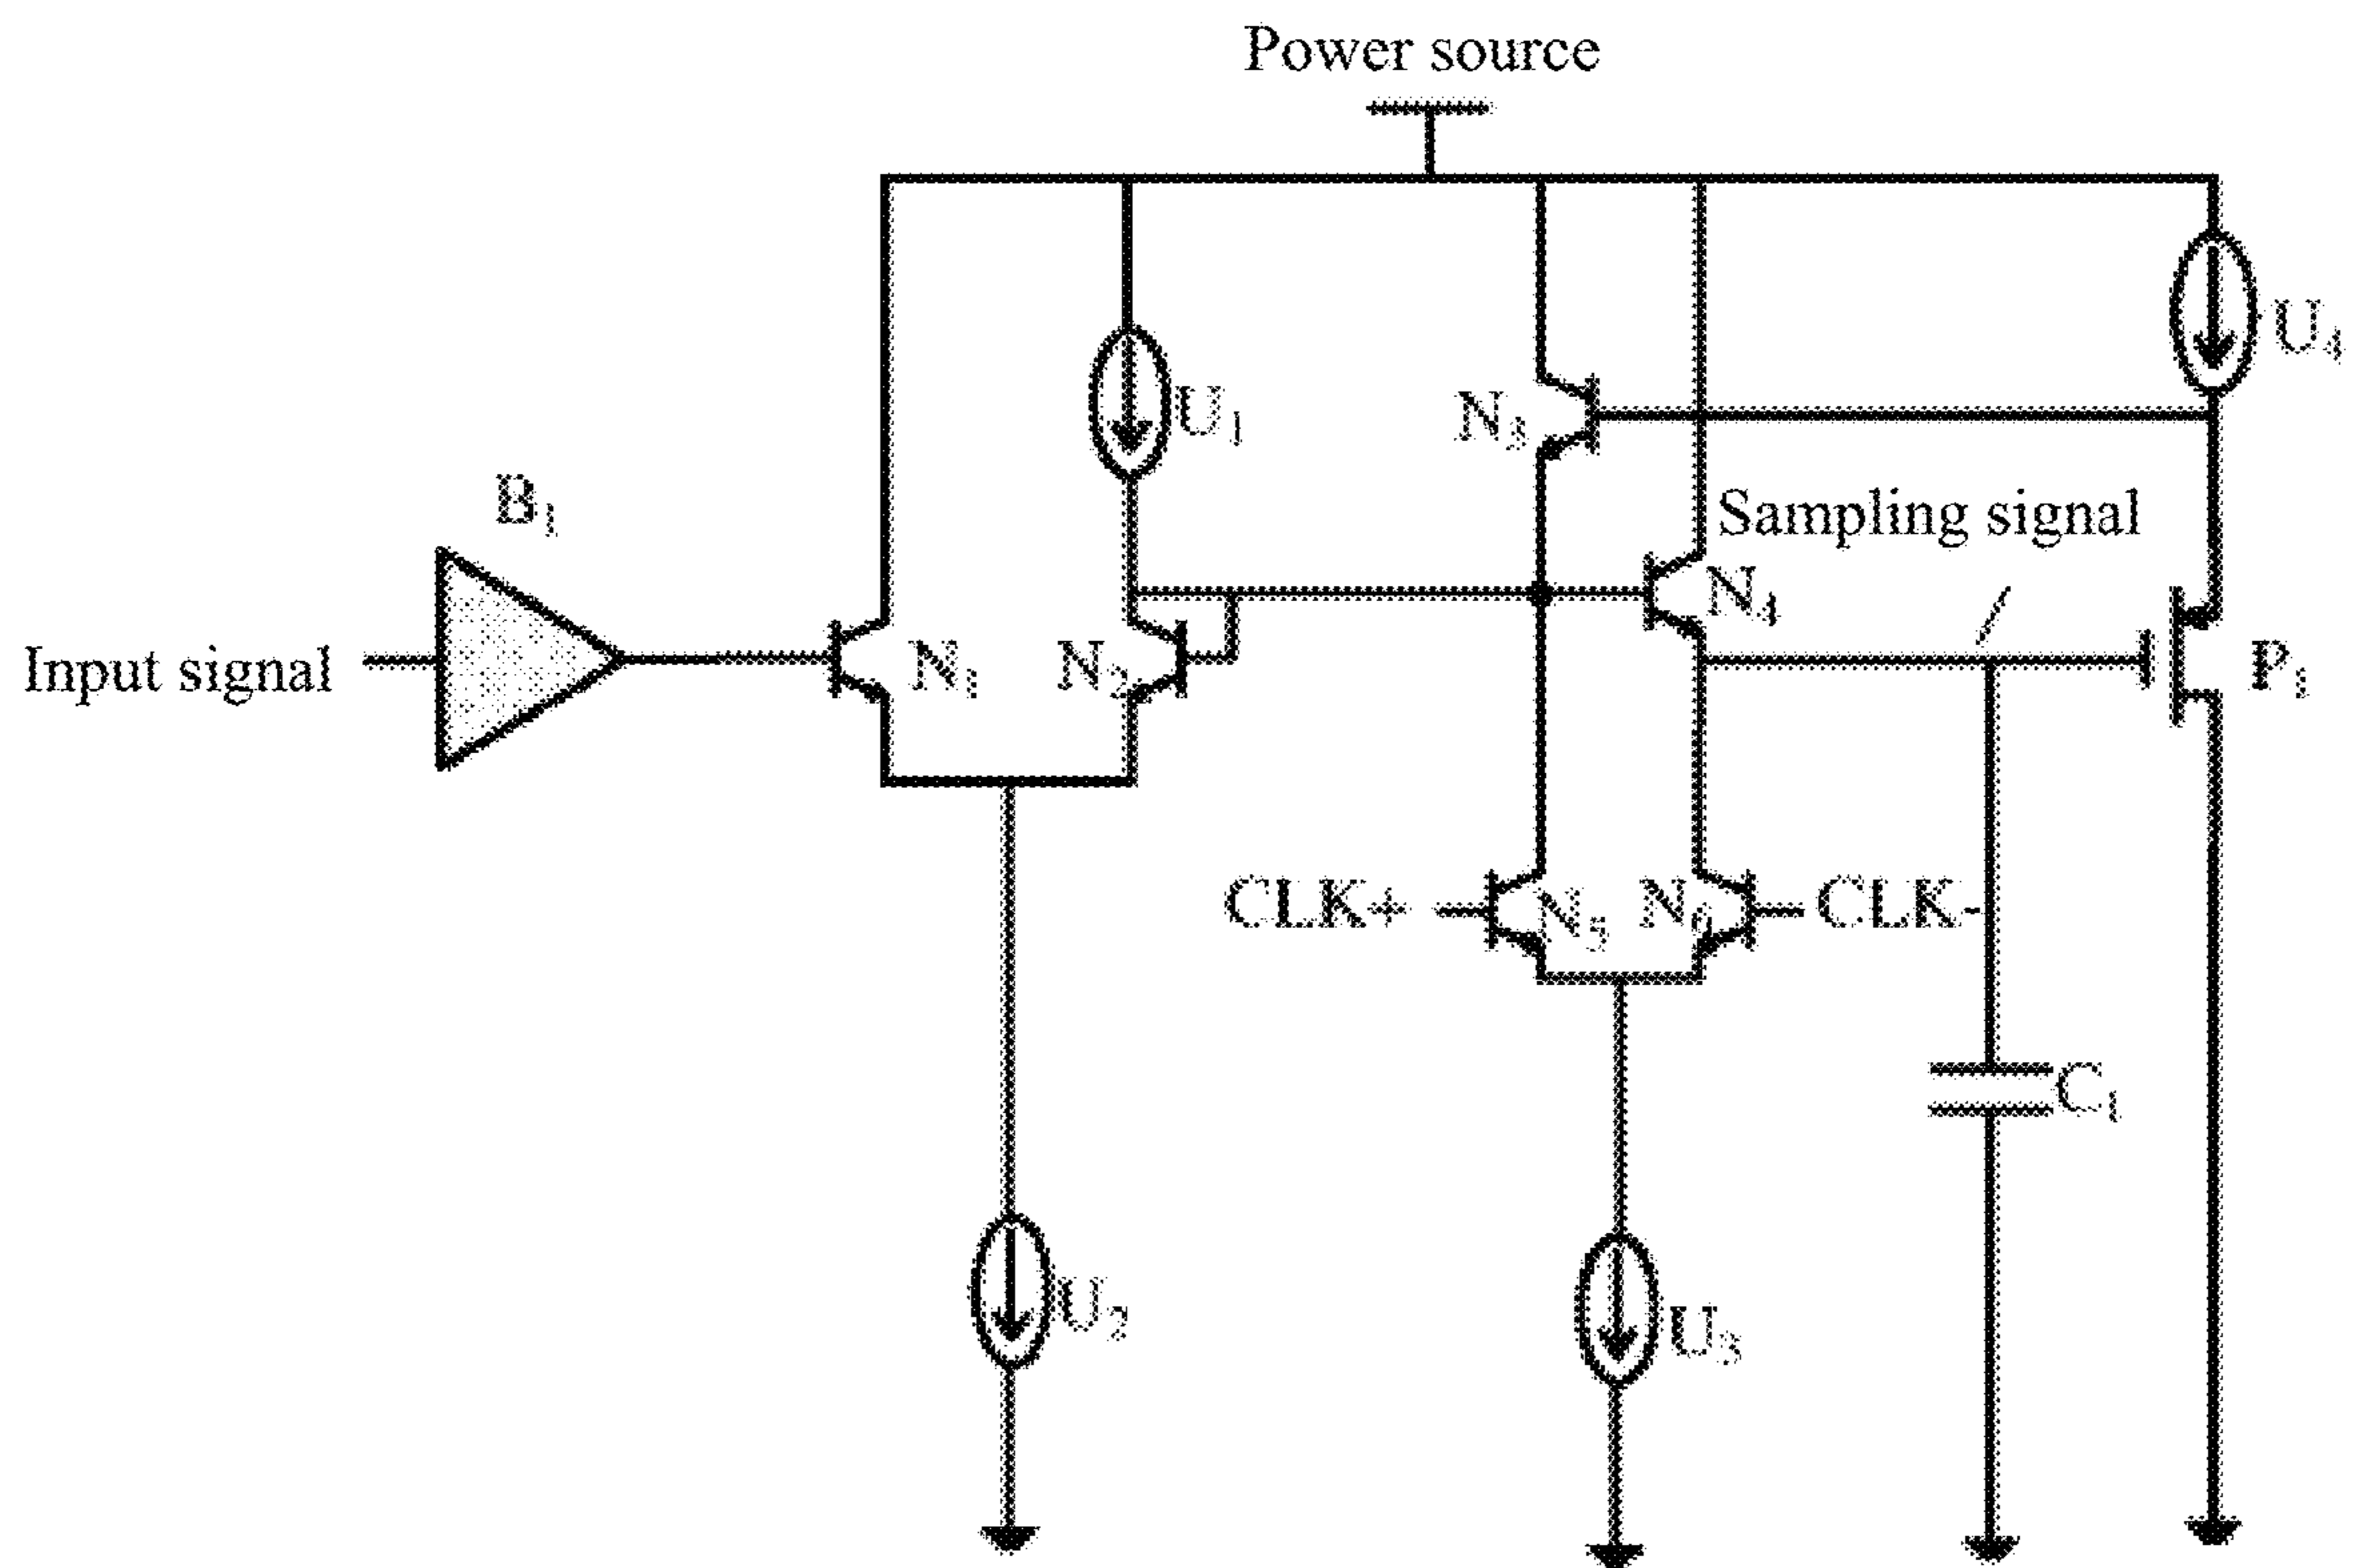 Power source
U₄
N₃
U₁
B₁
Sampling signal
N₄
Input signal
N₁
N₂
P₁
CLK+
N₅
N₆
CLK-
C₁
U₂
U₃